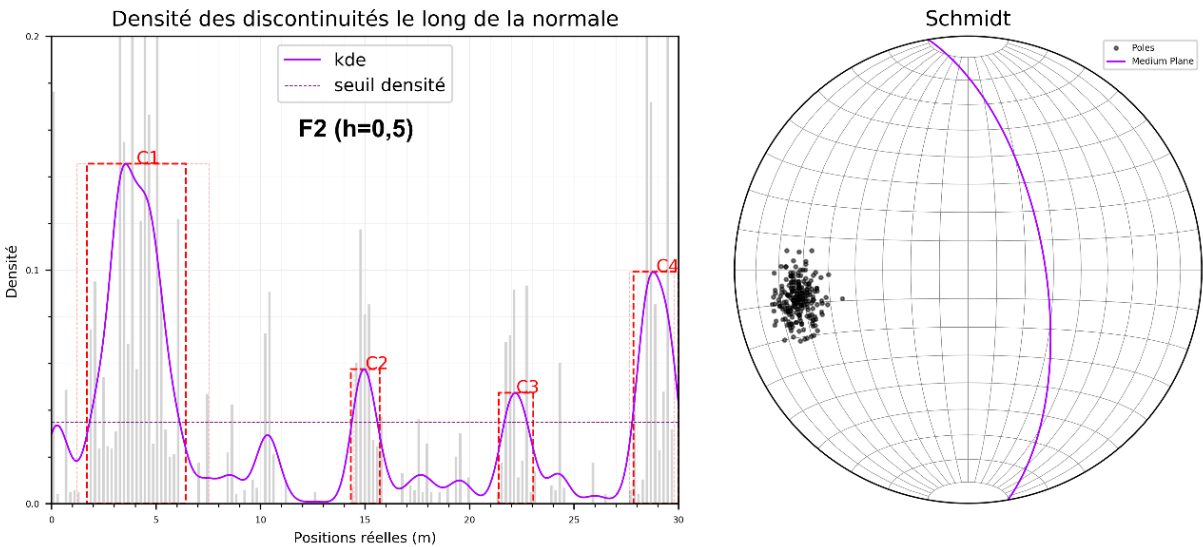 Densité des discontinuités le long de la normale
0.2
0.1
0.0
Densité
kde
seuil densité
F2 (h=0,5)
C1
C2
C3
C4
0
5
10
15
20
25
30
Positions réelles (m)
Schmidt
Poles
Medium Plane